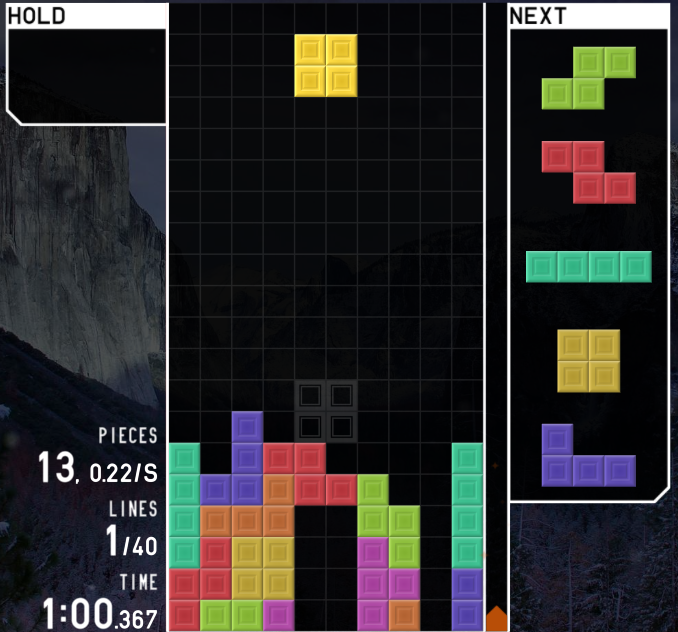 HOLD
NEXT
PIECES
13, 0.22/S
LINES
1/40
TIME
1:00.367